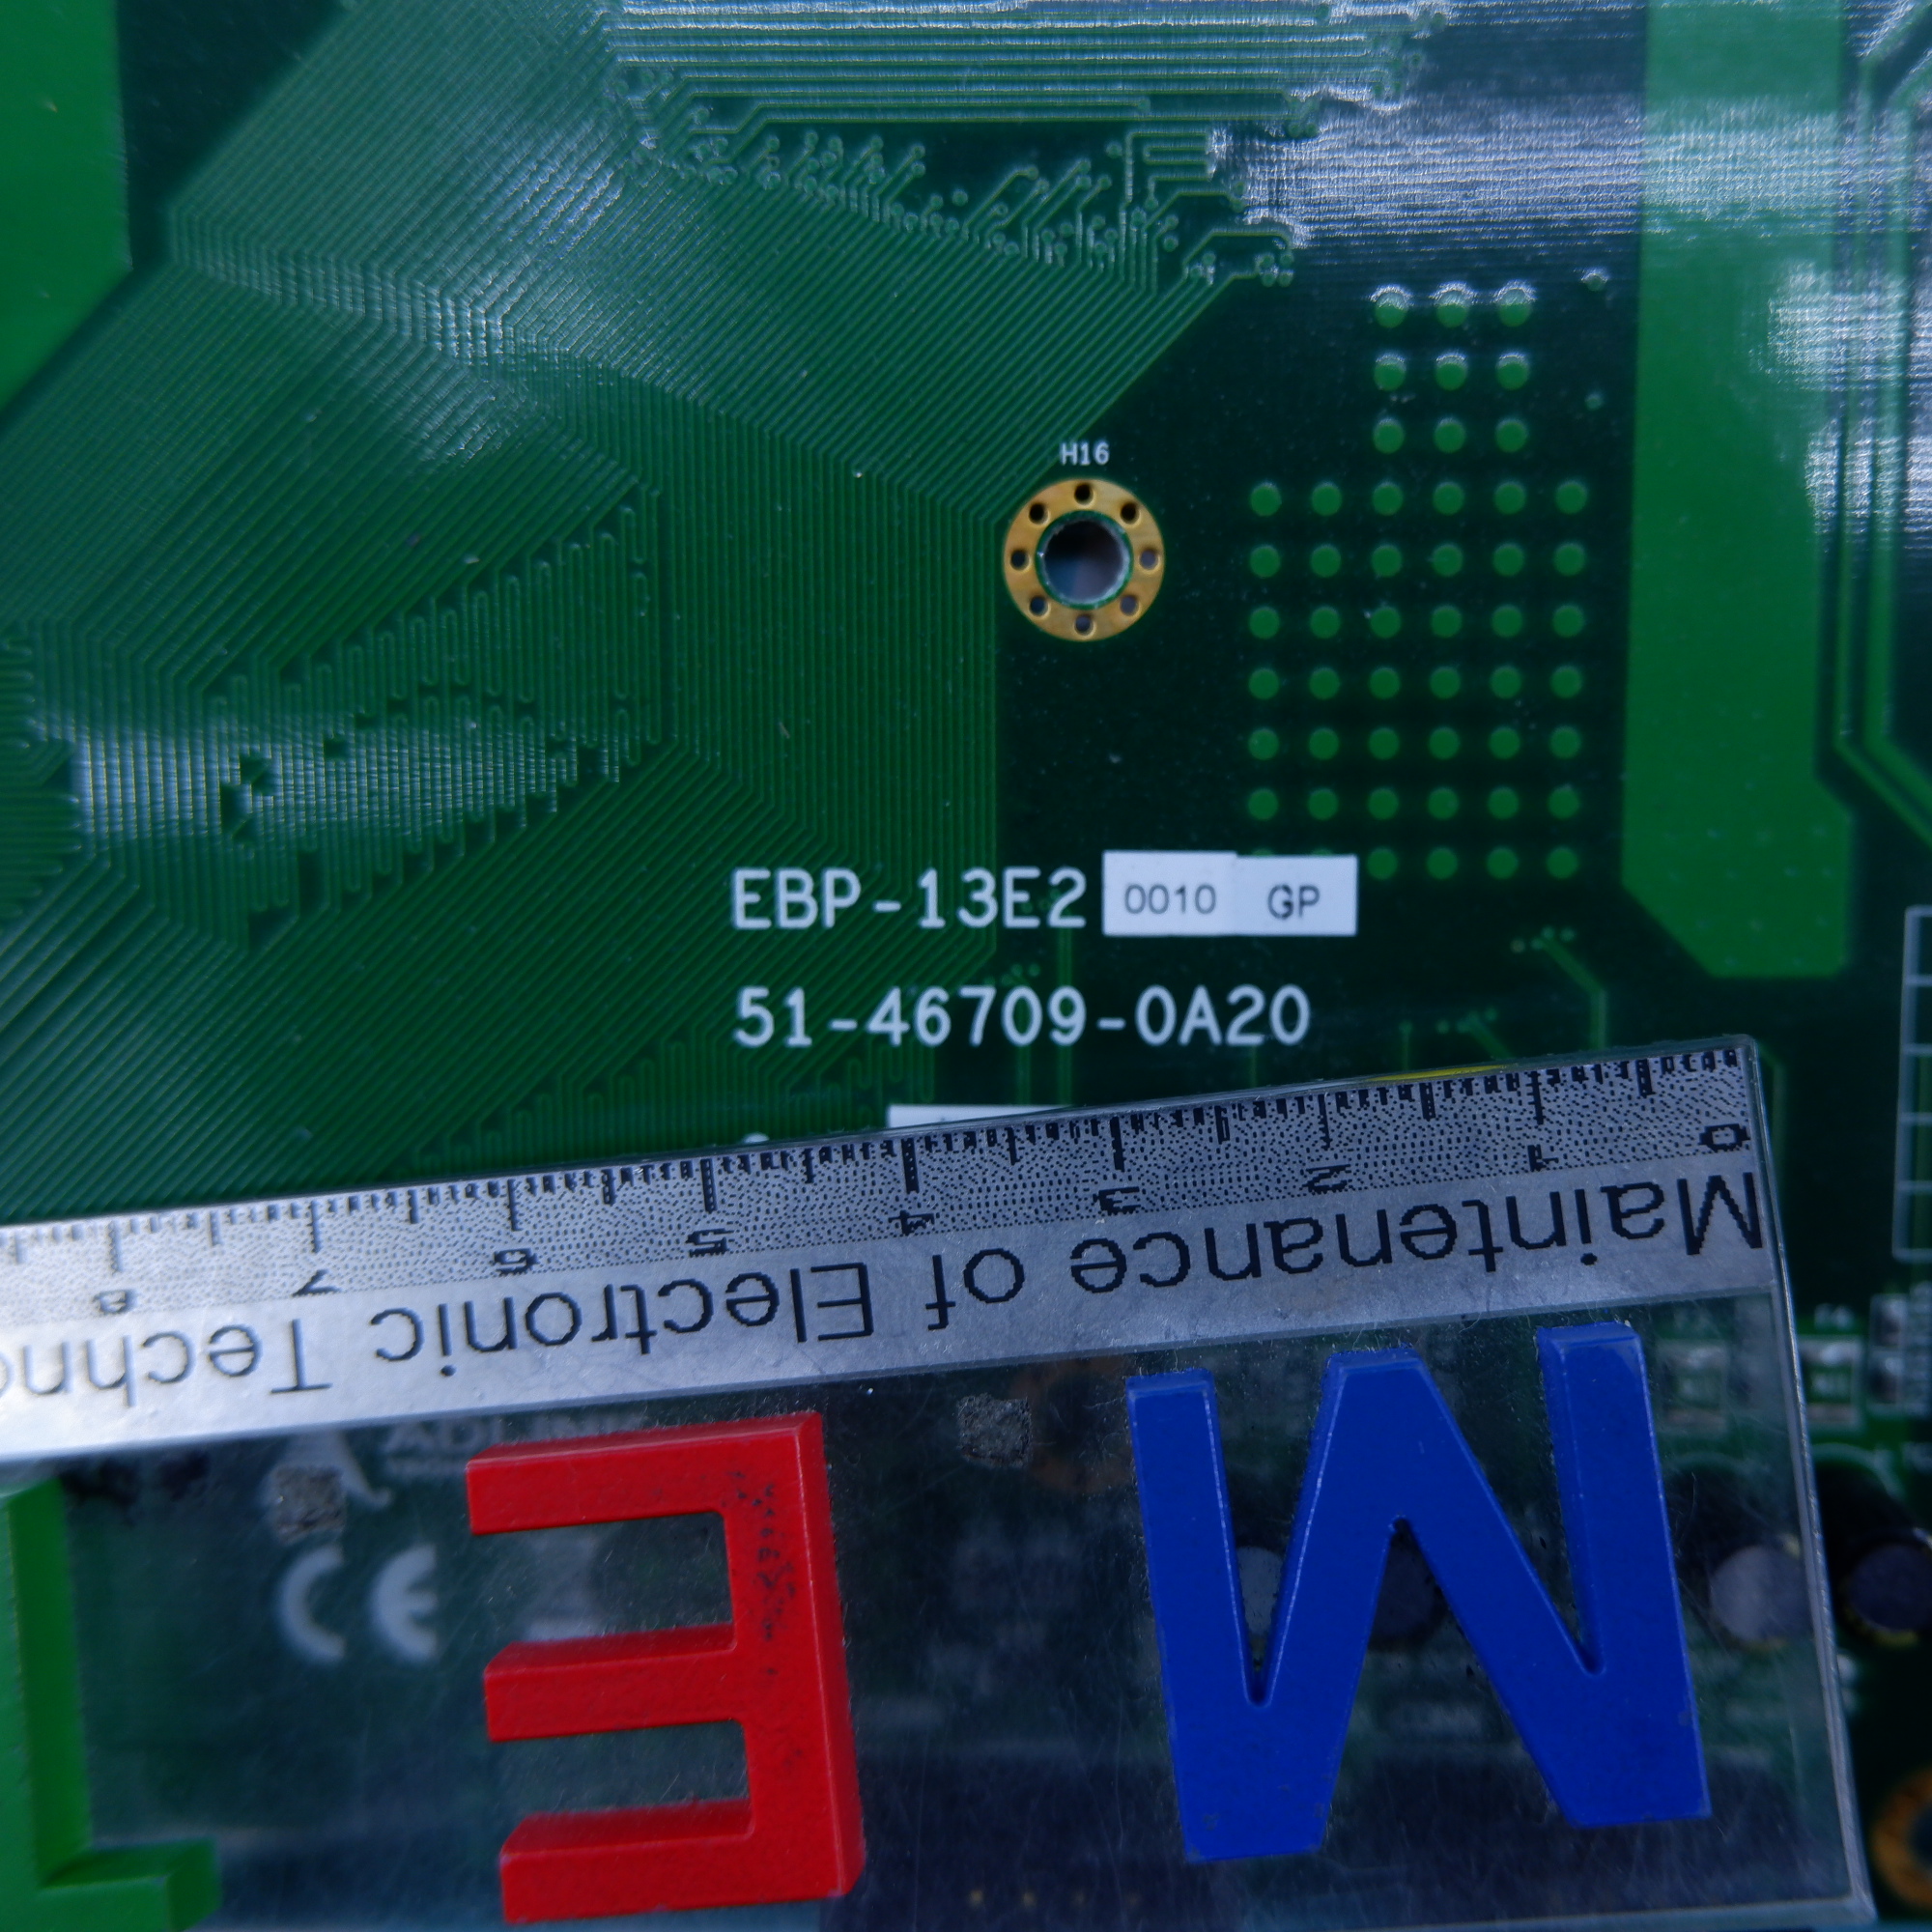 H16
EBP-13E2 0010 GP
51-46709-0A20
0 1 2 3 4 5 6 7 8
Maintenance of Electronic Techno
M E
CE